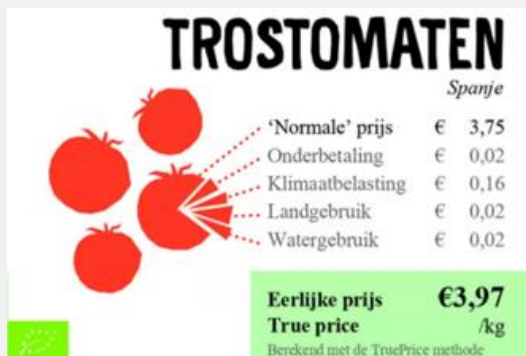 TROSTOMATEN
Spanje
‘Normale’ prijs € 3,75
Onderbetaling € 0,02
Klimaatbelasting € 0,16
Landgebruik € 0,02
Watergebruik € 0,02
Eerlijke prijs €3,97
True price /kg
Berekend met de TruePrice methode